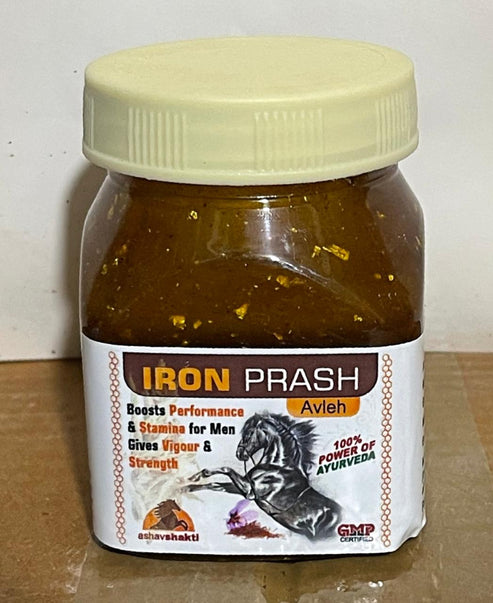 IRON PRASH
Avleh
Boosts Performance
& Stamina for Men
Gives Vigour &
Strength
100%
POWER OF
AYURVEDA
ashavshakti
GMP
CERTIFIED